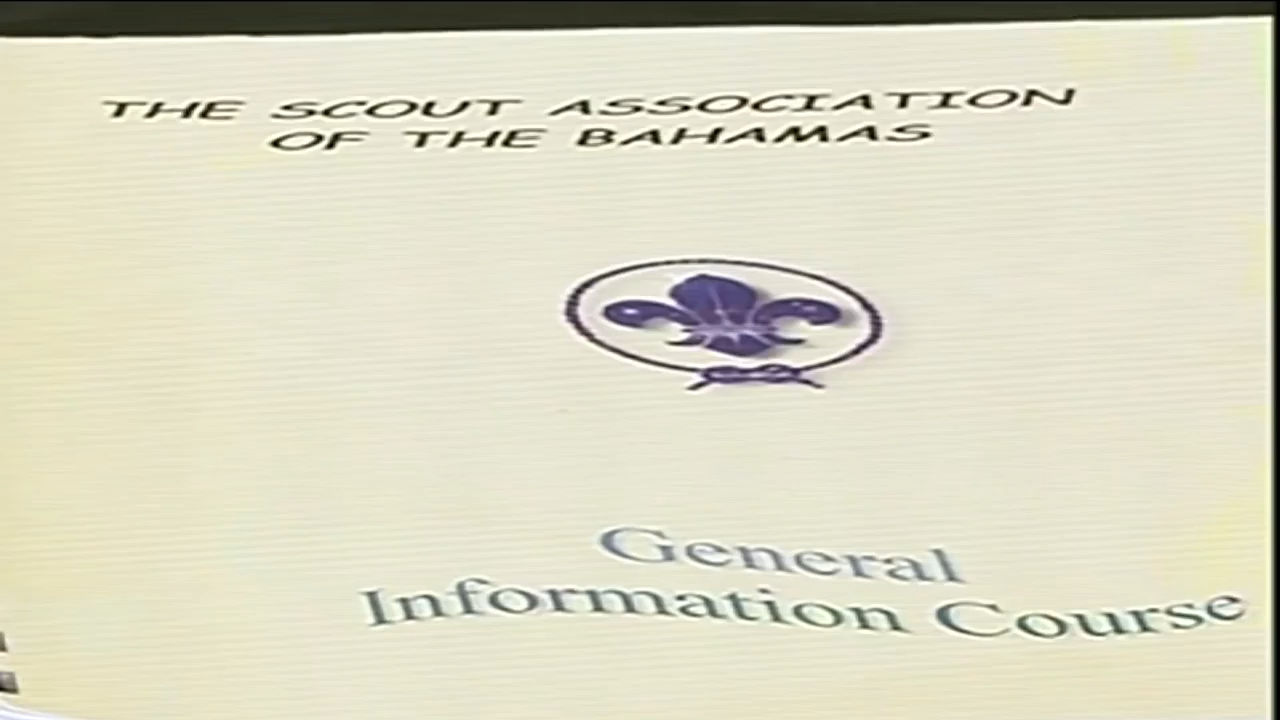 THE SCOUT ASSOCIATION
OF THE BAHAMAS
General
Information Course